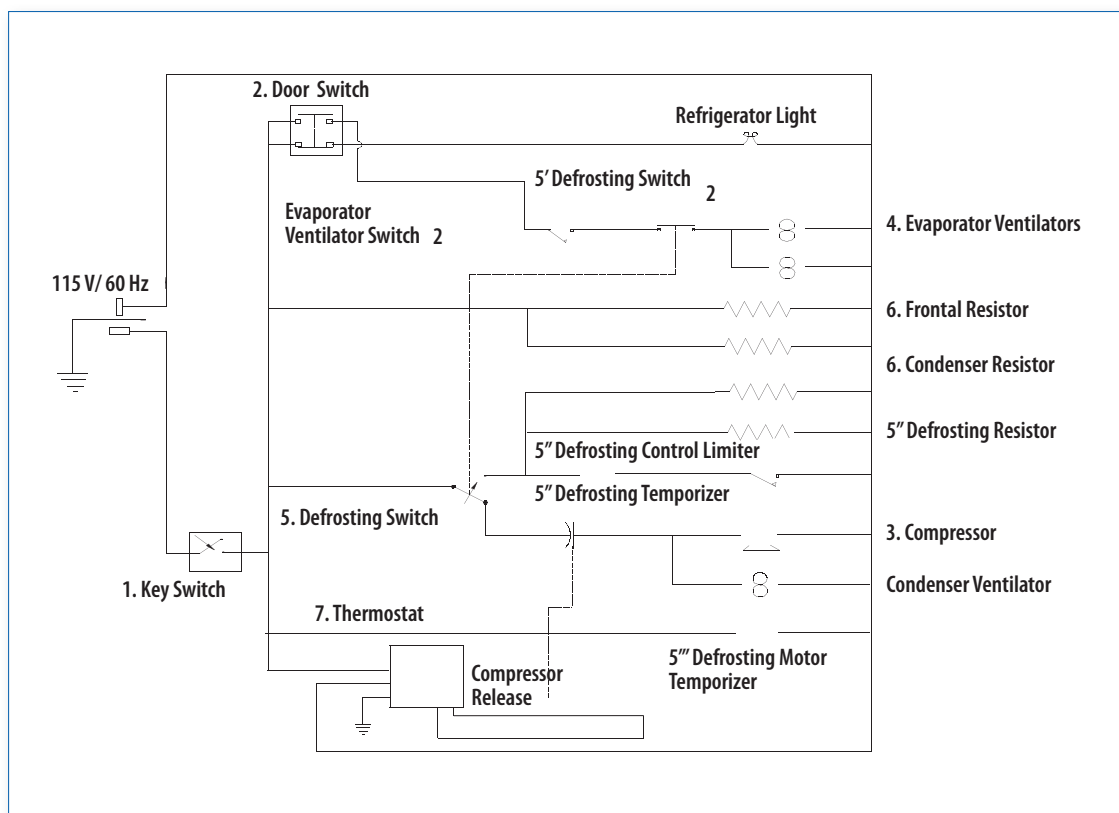 2. Door Switch
Refrigerator Light
5’ Defrosting Switch
2
Evaporator
Ventilator Switch 2
4. Evaporator Ventilators
115 V/ 60 Hz
6. Frontal Resistor
6. Condenser Resistor
5” Defrosting Resistor
5” Defrosting Control Limiter
5” Defrosting Temporizer
5. Defrosting Switch
3. Compressor
1. Key Switch
Condenser Ventilator
7. Thermostat
5”’ Defrosting Motor
Temporizer
Compressor
Release